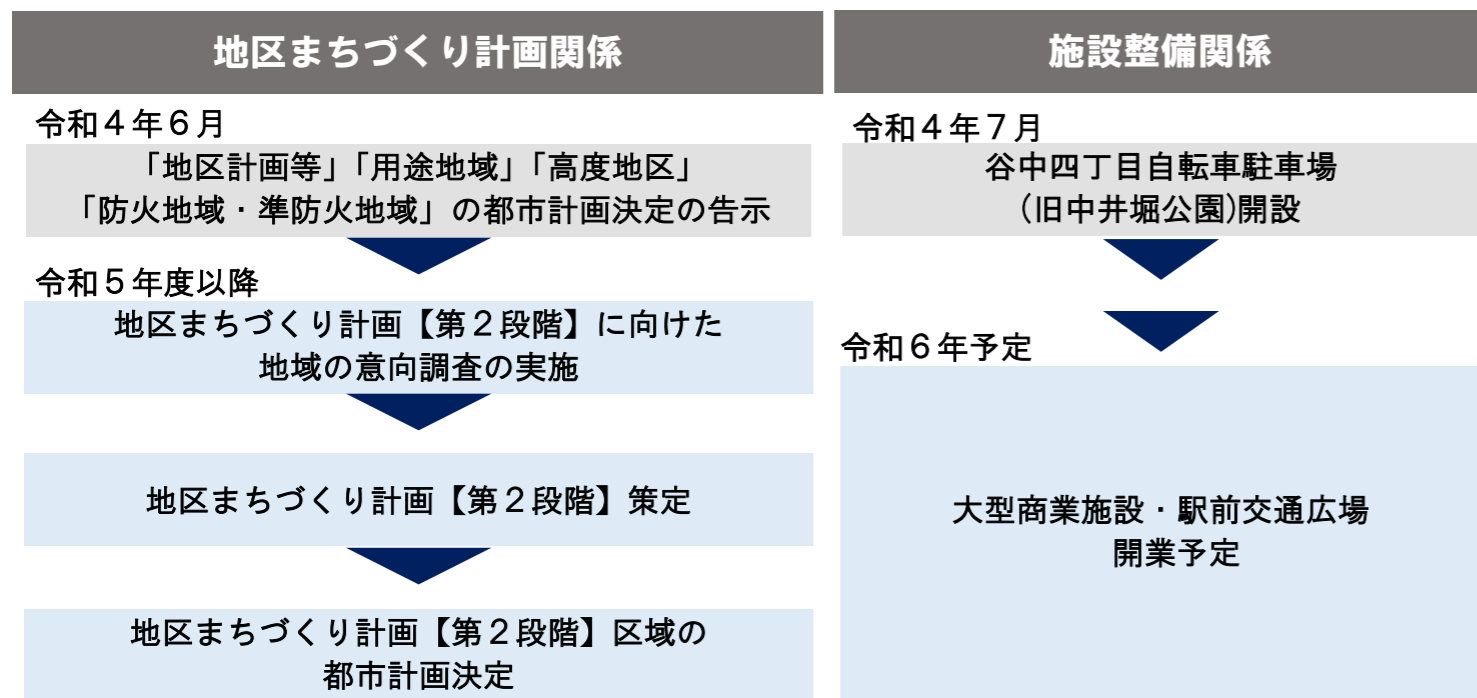 地区まちづくり計画関係
令和４年６月
「地区計画等」「用途地域」「高度地区」
「防火地域・準防火地域」の都市計画決定の告示
令和５年度以降
地区まちづくり計画【第２段階】に向けた
地域の意向調査の実施
地区まちづくり計画【第２段階】策定
地区まちづくり計画【第２段階】区域の
都市計画決定
施設整備関係
令和４年７月
谷中四丁目自転車駐車場
（旧中井堀公園)開設
令和６年予定
大型商業施設・駅前交通広場
開業予定